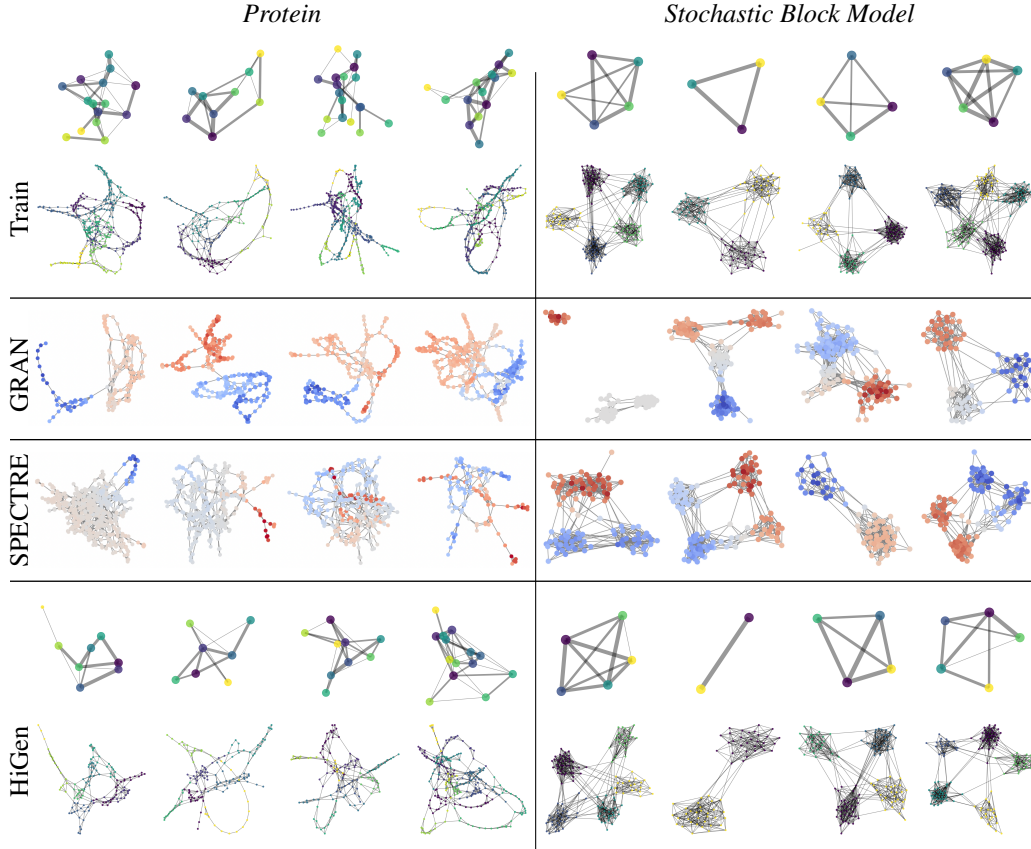 Protein
Stochastic Block Model
Train
GRAN
SPECTRE
HiGen